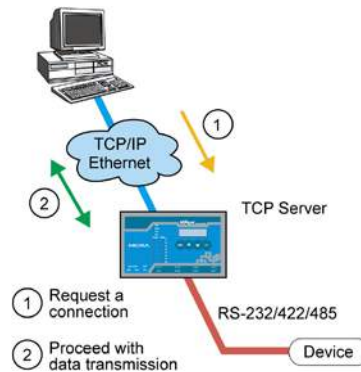 1
TCP/IP
Ethernet
2
TCP Server
MOXA
1 Request a
connection
RS-232/422/485
2 Proceed with
data transmission
Device